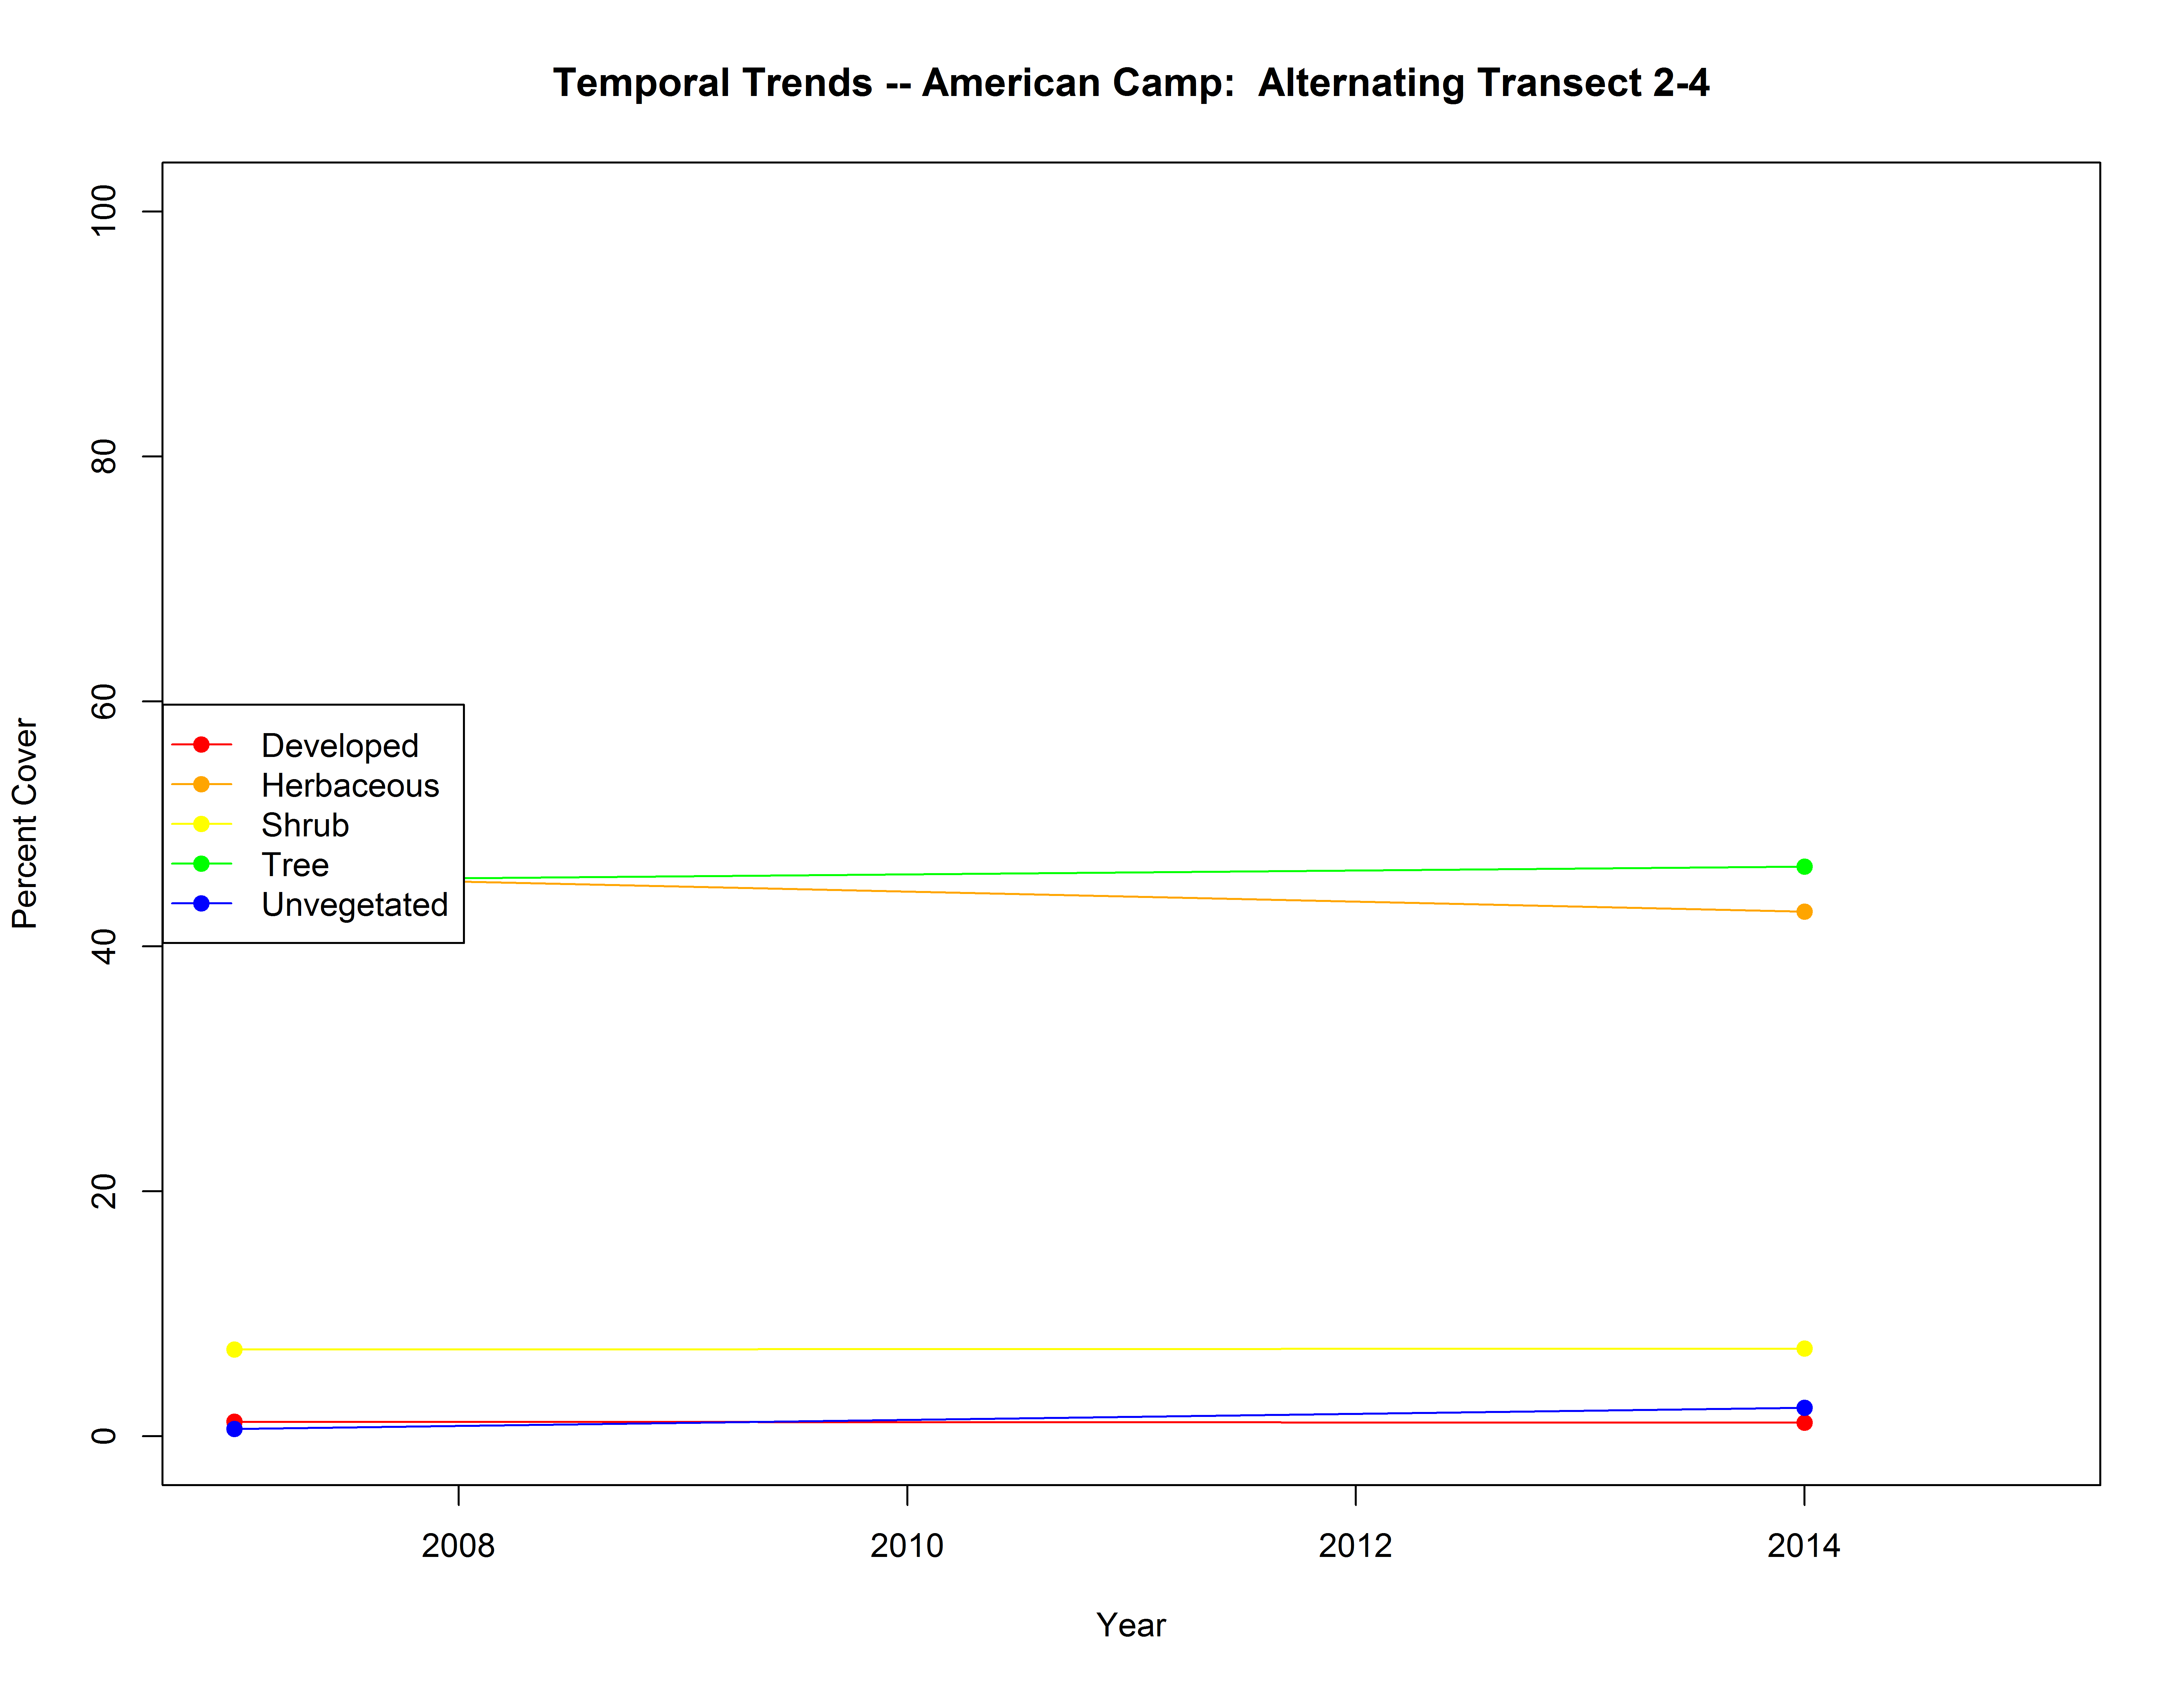 Temporal Trends -- American Camp:  Alternating Transect 2-4
100
80
60
40
20
0
Percent Cover
Developed
Herbaceous
Shrub
Tree
Unvegetated
2008
2010
2012
2014
Year